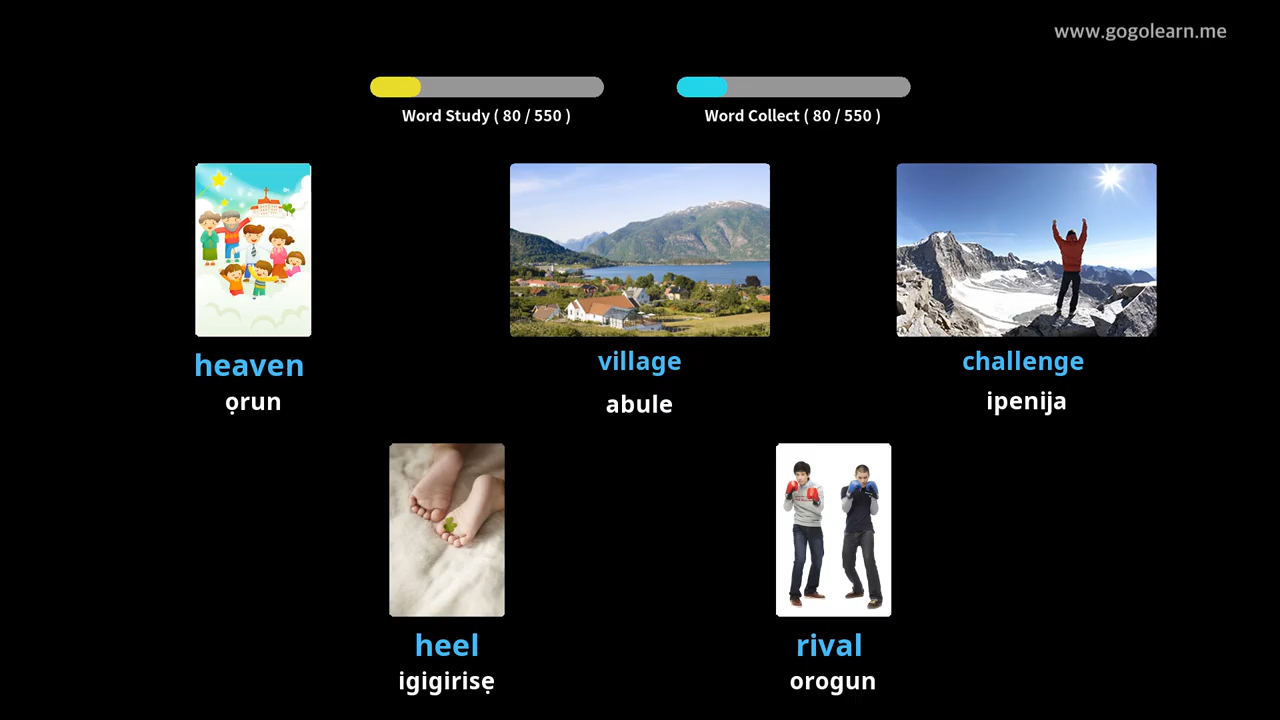 www.gogolearn.me
Word Study ( 80 / 550 )
Word Collect ( 80 / 550 )
heaven
ọrun
village
abule
challenge
ipenija
heel
igigirisẹ
rival
orogun